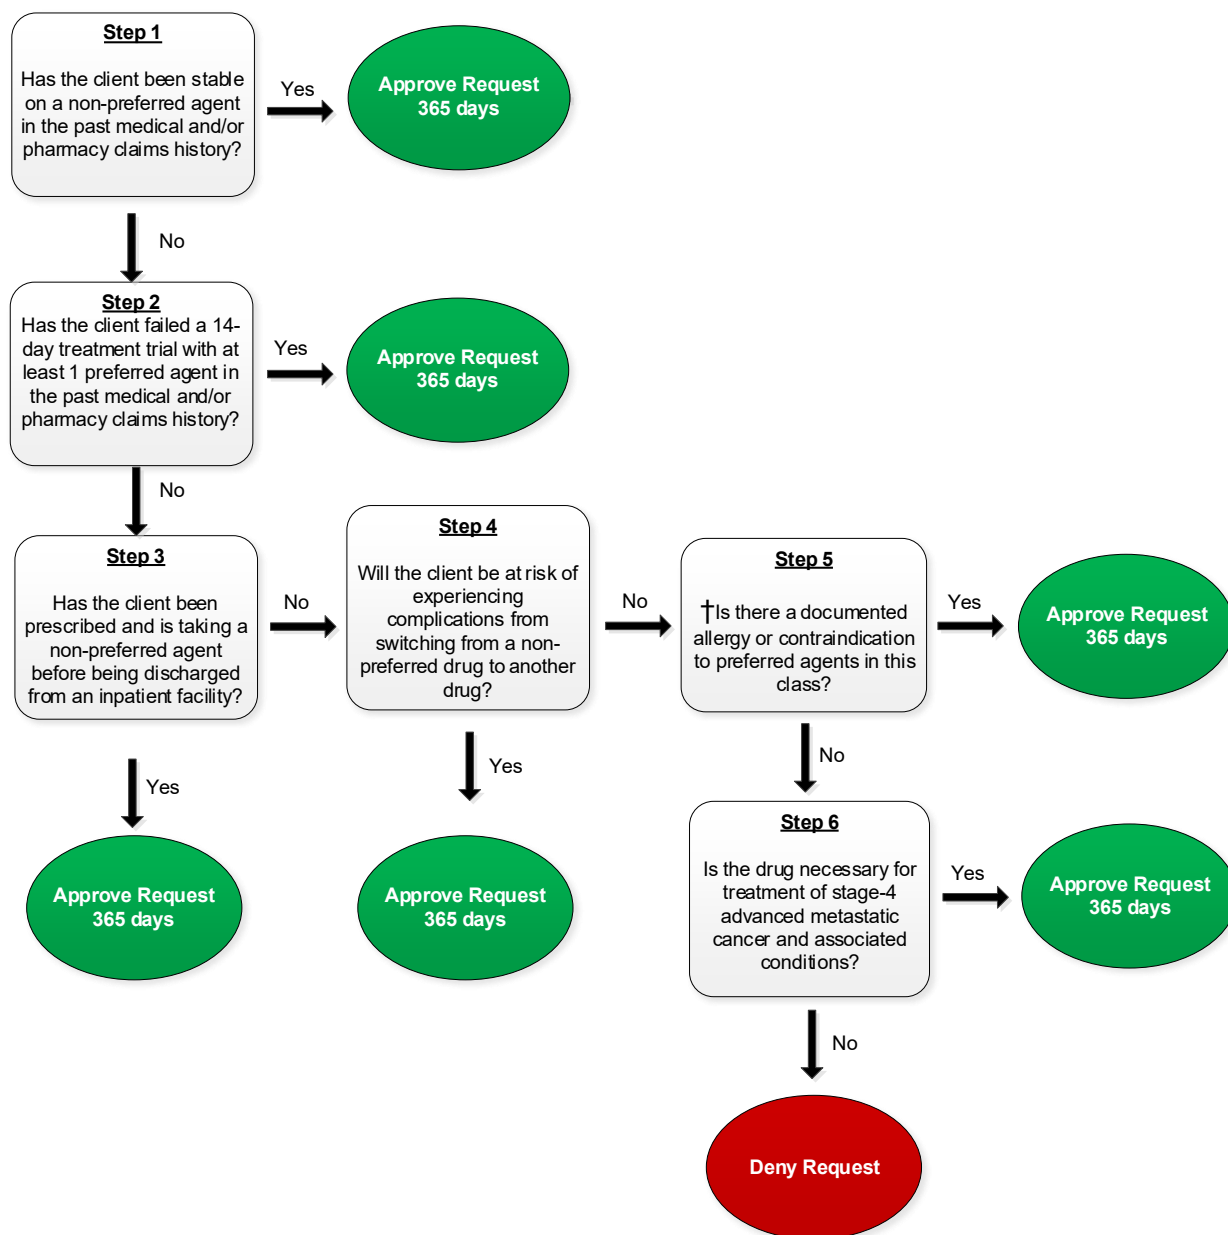 Step 1
Has the client been stable
on a non-preferred agent
in the past medical and/or
pharmacy claims history?
Yes
Approve Request
365 days
No
Step 2
Has the client failed a 14-
day treatment trial with at
least 1 preferred agent in
the past medical and/or
pharmacy claims history?
Yes
Approve Request
365 days
No
Step 3
Has the client been
prescribed and is taking a
non-preferred agent
before being discharged
from an inpatient facility?
No
Yes
Approve Request
365 days
Step 4
Will the client be at risk of
experiencing
complications from
switching from a non-
preferred drug to another
drug?
No
Yes
Approve Request
365 days
Step 5
†Is there a documented
allergy or contraindication
to preferred agents in this
class?
Yes
Approve Request
365 days
No
Step 6
Is the drug necessary for
treatment of stage-4
advanced metastatic
cancer and associated
conditions?
Yes
Approve Request
365 days
No
Deny Request